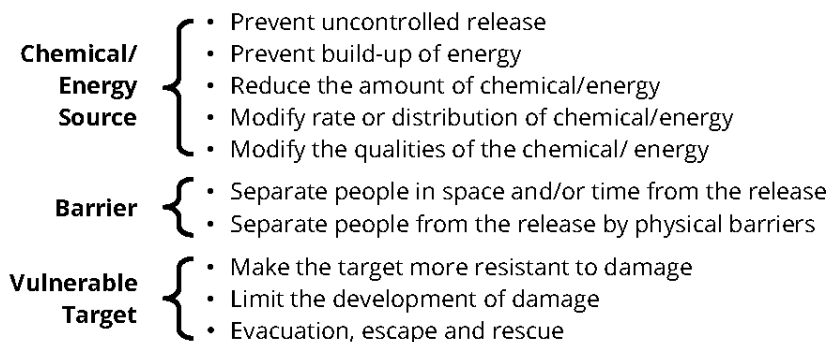 Chemical/
Energy
Source
• Prevent uncontrolled release
• Prevent build-up of energy
• Reduce the amount of chemical/energy
• Modify rate or distribution of chemical/energy
• Modify the qualities of the chemical/ energy
Barrier
• Separate people in space and/or time from the release
• Separate people from the release by physical barriers
Vulnerable
Target
• Make the target more resistant to damage
• Limit the development of damage
• Evacuation, escape and rescue